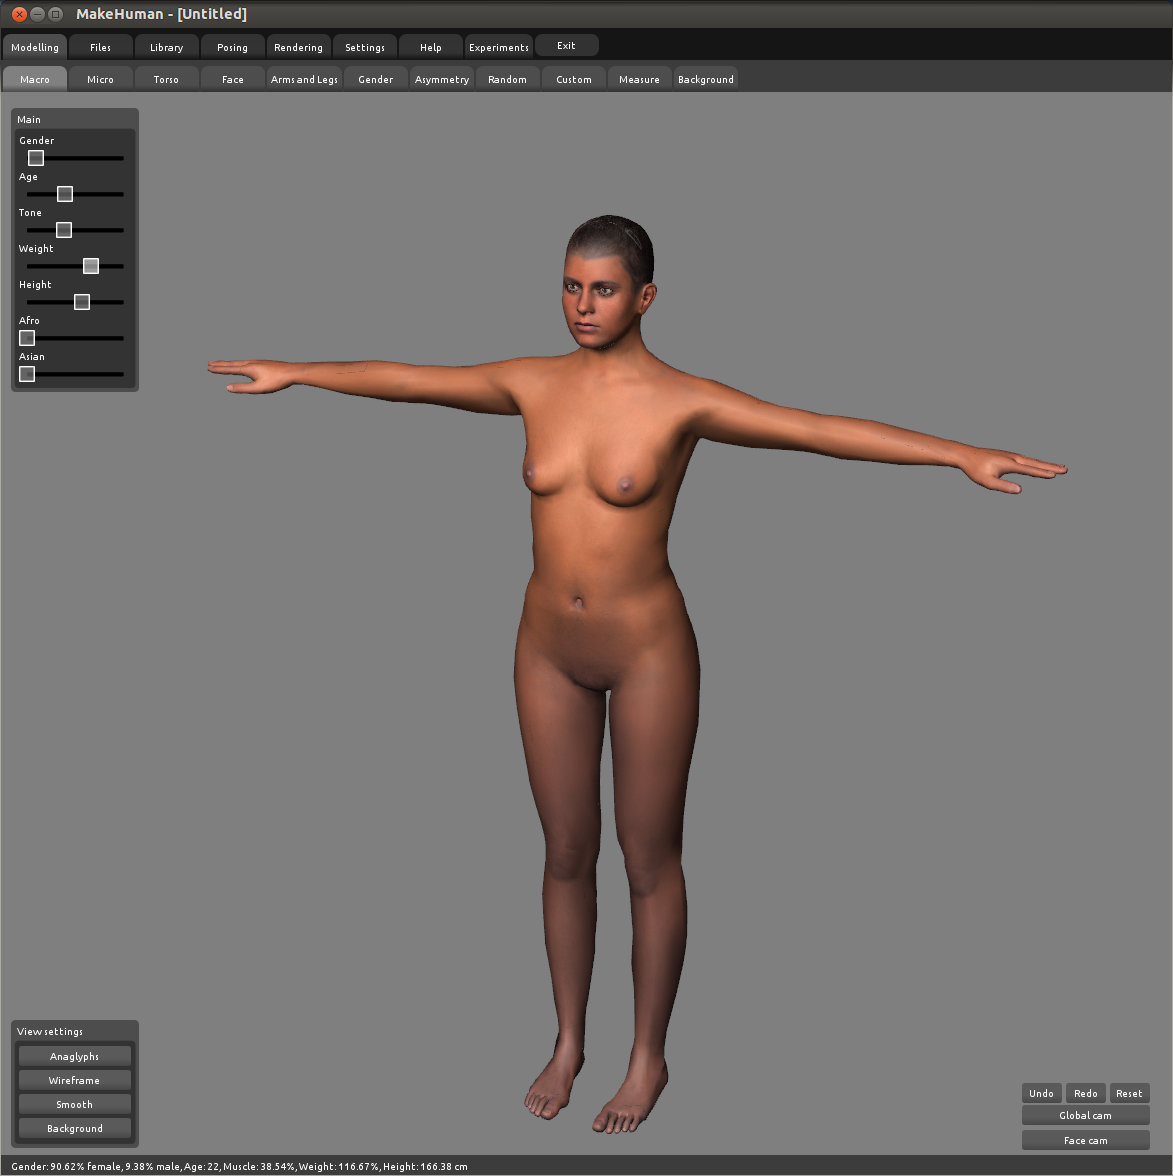 MakeHuman - [Untitled]
Modelling Files Library Posing Rendering Settings Help Experiments Exit
Macro Micro Torso Face Arms and Legs Gender Asymmetry Random Custom Measure Background
Main
Gender
Age
Tone
Weight
Height
Afro
Asian
View settings
Anaglyphs
Wireframe
Smooth
Background
Undo Redo Reset
Global cam
Face cam
Gender: 90.62% female, 9.38% male, Age: 22, Muscle: 38.54%, Weight: 116.67%, Height: 166.38 cm